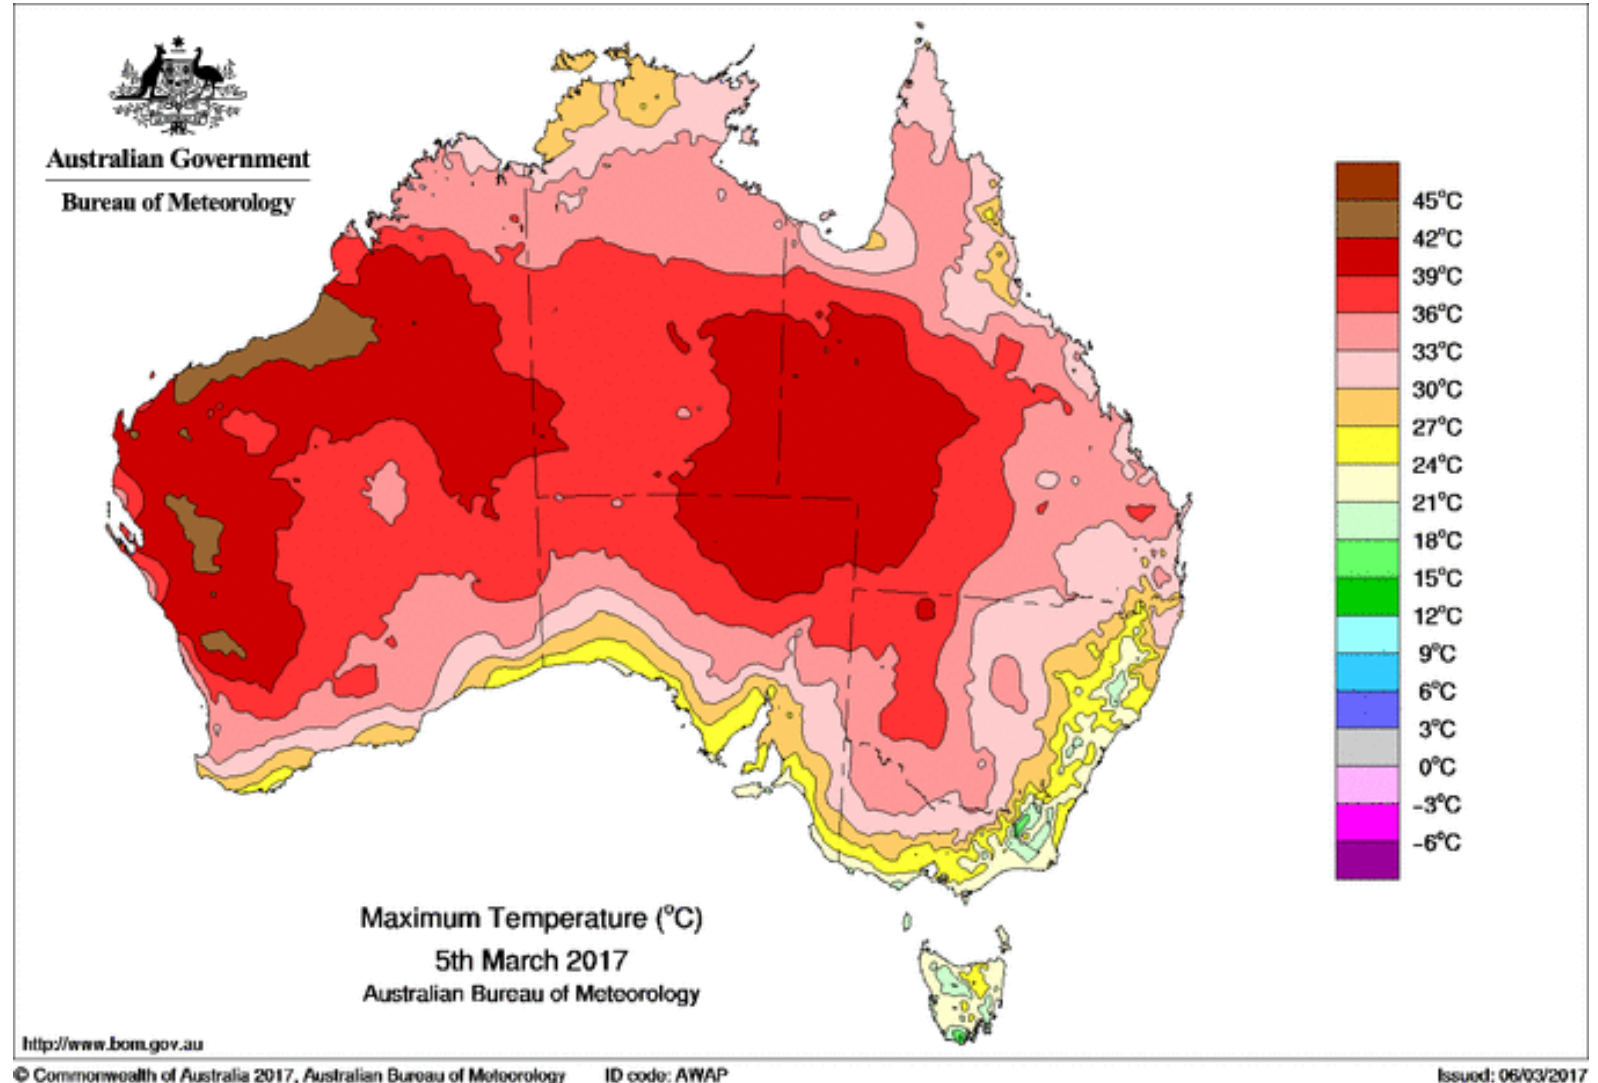 Australian Government
Bureau of Meteorology
45°C
42°C
39°C
36°C
33°C
30°C
27°C
24°C
21°C
18°C
15°C
12°C
9°C
6°C
3°C
0°C
-3°C
-6°C
Maximum Temperature (°C)
5th March 2017
Australian Bureau of Meteorology
http://www.bom.gov.au
© Commonwealth of Australia 2017, Australian Bureau of Meteorology ID code: AWAP Issued: 06/03/2017